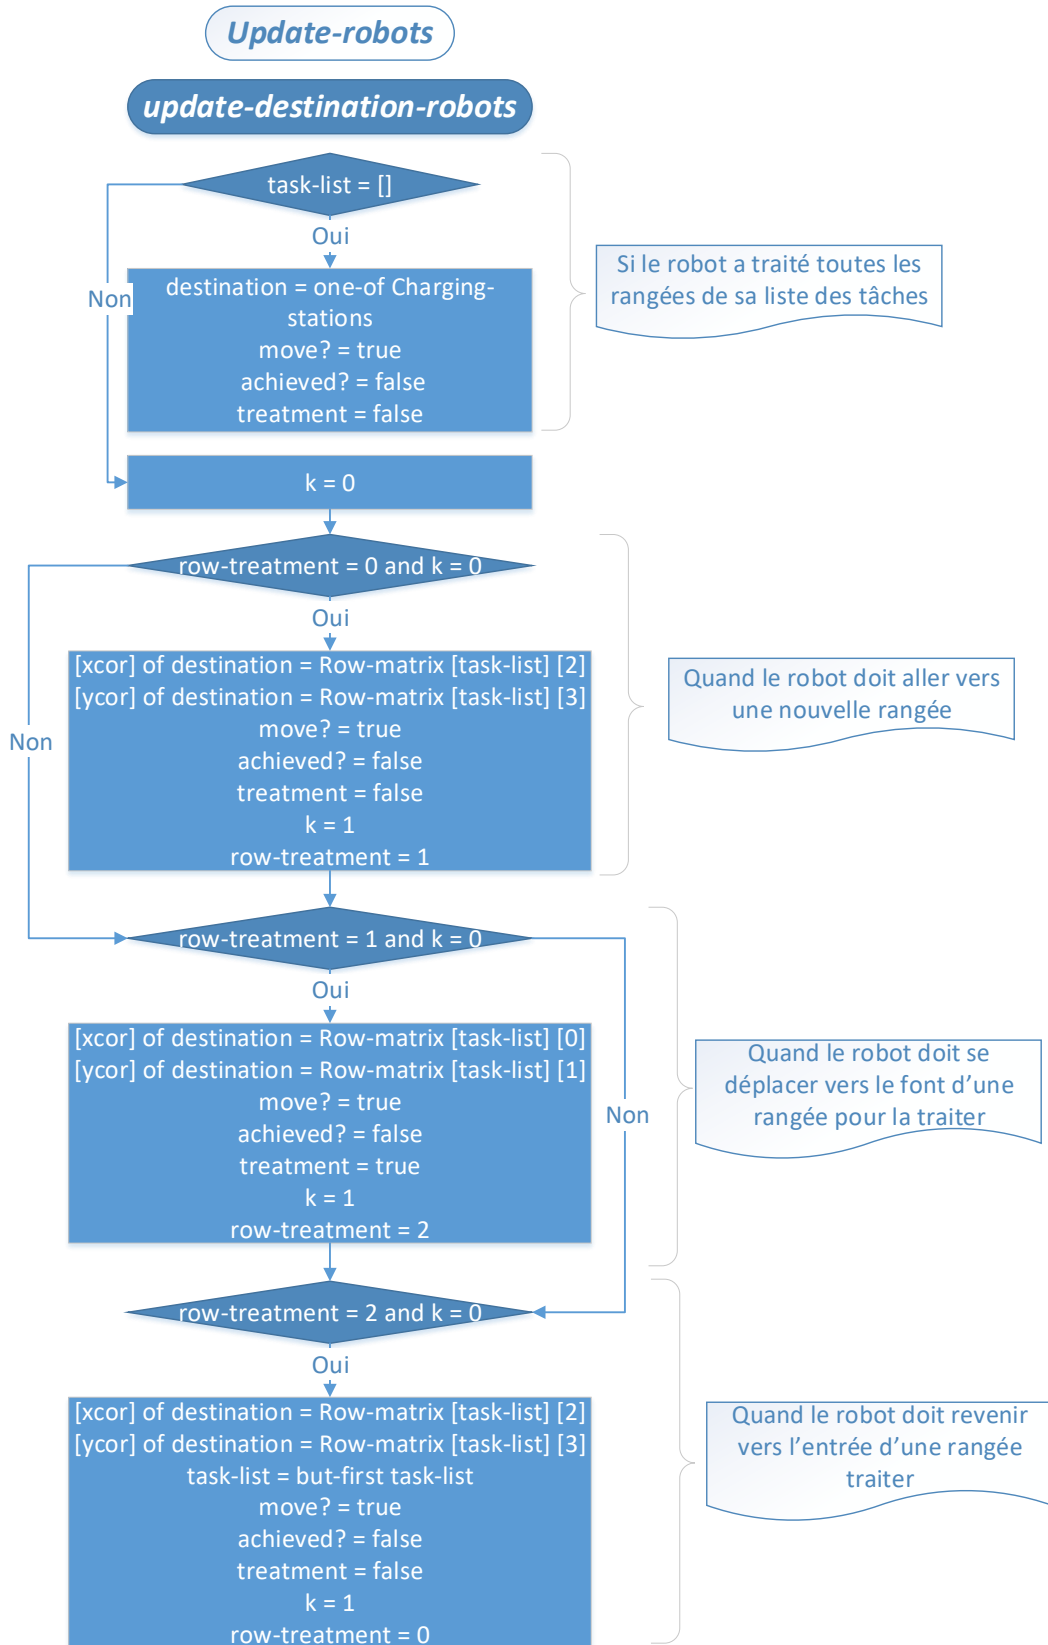 Update-robots
update-destination-robots
task-list = []
Oui
Non
destination = one-of Charging-
stations
move? = true
achieved? = false
treatment = false
Si le robot a traité toutes les
rangées de sa liste des tâches
k = 0
row-treatment = 0 and k = 0
Oui
Non
[xcor] of destination = Row-matrix [task-list] [2]
[ycor] of destination = Row-matrix [task-list] [3]
move? = true
achieved? = false
treatment = false
k = 1
row-treatment = 1
Quand le robot doit aller vers
une nouvelle rangée
row-treatment = 1 and k = 0
Oui
Non
[xcor] of destination = Row-matrix [task-list] [0]
[ycor] of destination = Row-matrix [task-list] [1]
move? = true
achieved? = false
treatment = true
k = 1
row-treatment = 2
Quand le robot doit se
déplacer vers le font d’une
rangée pour la traiter
row-treatment = 2 and k = 0
Oui
[xcor] of destination = Row-matrix [task-list] [2]
[ycor] of destination = Row-matrix [task-list] [3]
task-list = but-first task-list
move? = true
achieved? = false
treatment = false
k = 1
row-treatment = 0
Quand le robot doit revenir
vers l’entrée d’une rangée
traiter